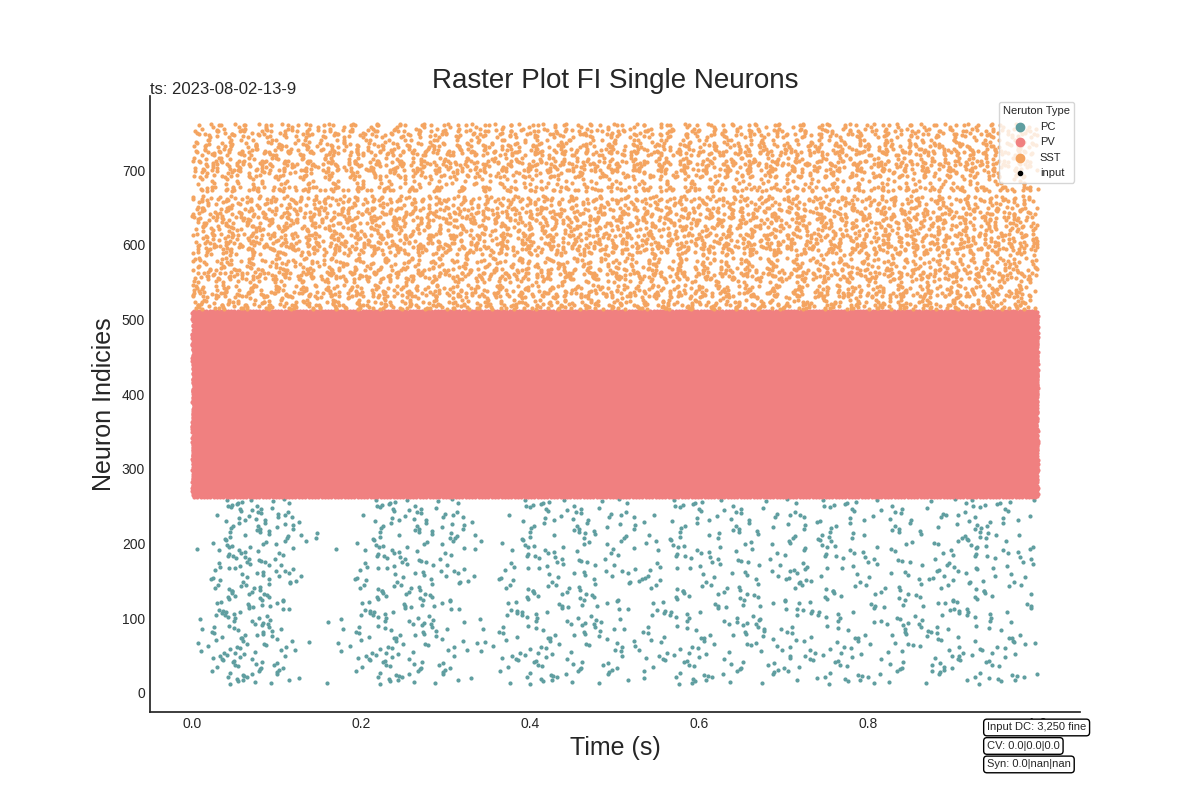 Raster Plot FI Single Neurons
ts: 2023-08-02-13-9
Neruton Type
PC
PV
SST
input
Neuron Indicies
700
600
500
400
300
200
100
0
0.0 0.2 0.4 0.6 0.8
Time (s)
Input DC: 3,250 fine
CV: 0.0|0.0|0.0
Syn: 0.0|nan|nan